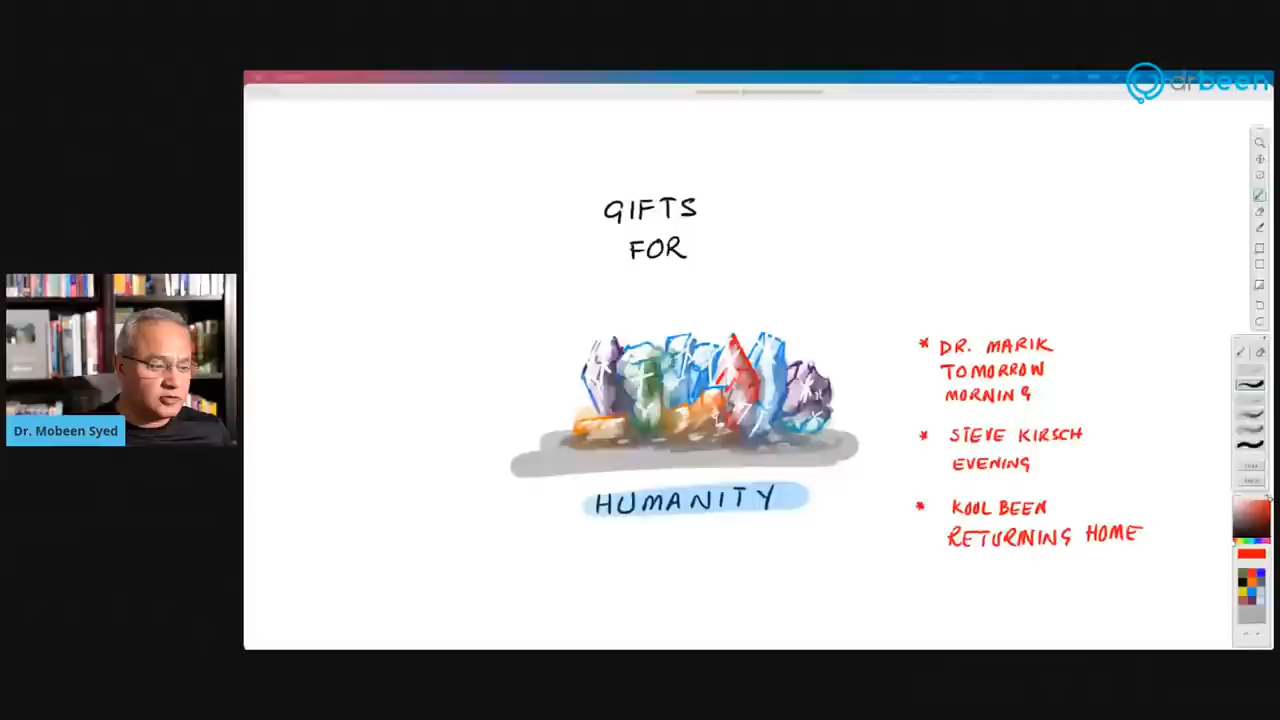 drbeen
GIFTS
FOR
HUMANITY
* DR. MARIK
TOMORROW
MORNING
* STEVE KIRSCH
EVENING
* KOOL BEEN
RETURNING HOME
Dr. Mobeen Syed